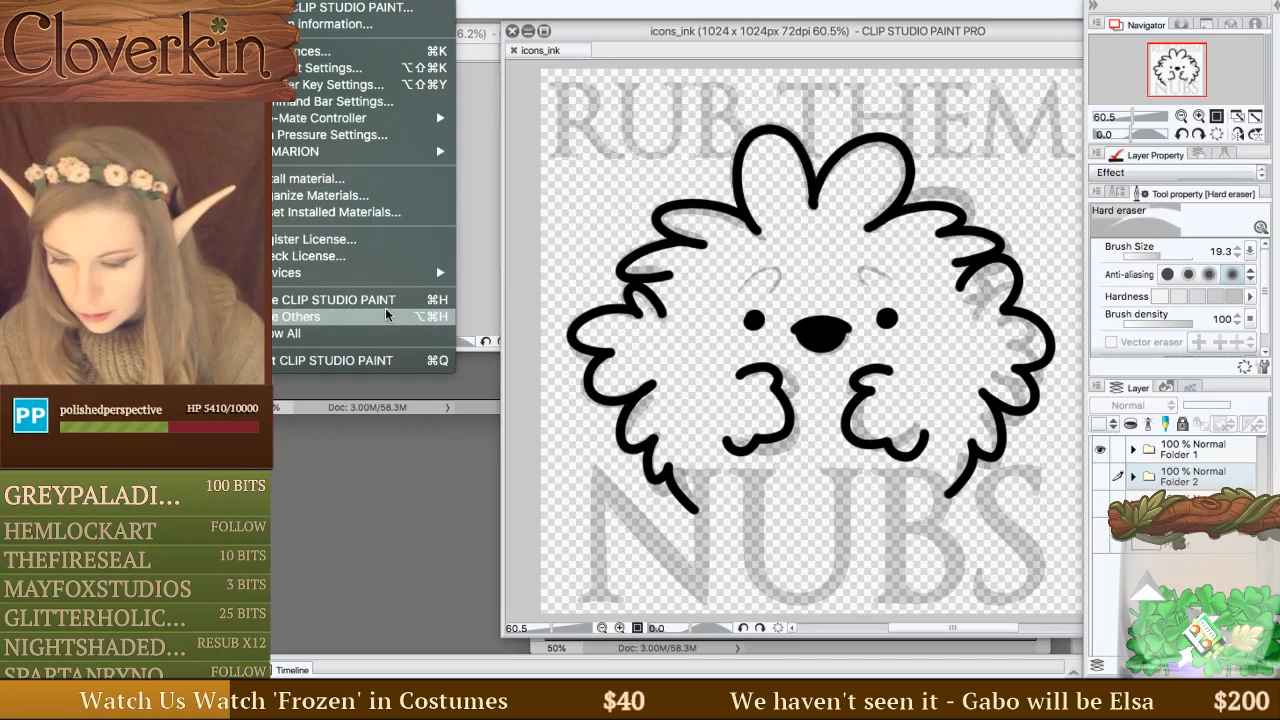 Cloverkin
PP
polishedperspective
HP 5410/10000
GREYPALADI...
100 BITS
HEMLOCKART
FOLLOW
THEFIRESEAL
10 BITS
MAYFOXSTUDIOS
3 BITS
GLITTERHOLIC...
25 BITS
NIGHTSHADED...
RESUB X12
SPARTANRYNO
FOLLOW
CLIP STUDIO PAINT...
information...
nces...
⌘K
t Settings...
⌥⇧⌘K
er Key Settings...
⌥⇧⌘Y
mand Bar Settings...
-Mate Controller
Pressure Settings...
MARION
all material...
ganize Materials...
et Installed Materials...
gister License...
eck License...
vices
e CLIP STUDIO PAINT
⌘H
e Others
⌥⌘H
ow All
t CLIP STUDIO PAINT
⌘Q
6.2%)
%
Doc: 3.00M/58.3M
icons_ink (1024 x 1024px 72dpi 60.5%) - CLIP STUDIO PAINT PRO
icons_ink
RUB THEM
NUBS
60.5
0.0
50%
Doc: 3.00M/58.3M
Timeline
Navigator
RUB THEM
NUBS
60.5
0.0
Layer Property
Effect
Tool property [Hard eraser]
Hard eraser
Brush Size
19.3
Anti-aliasing
Hardness
Brush density
100
Vector eraser
Layer
Normal
100 % Normal
Folder 1
100 % Normal
Folder 2
Watch Us Watch 'Frozen' in Costumes
$40
We haven't seen it - Gabo will be Elsa
$200